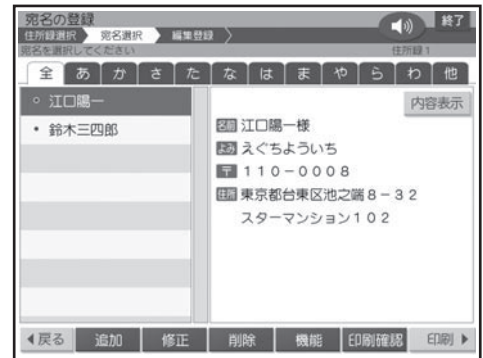 宛名の登録
終了
住所録選択 宛名選択 編集登録
宛名を選択してください 住所録1
全 あ か さ た な は ま や ら わ 他
江口陽一
鈴木三四郎
内容表示
名前 江口陽一様
よみ えぐちよういち
〒 110-0008
住所 東京都台東区池之端8-32
スターマンション102
戻る 追加 修正 削除 機能 印刷確認 印刷